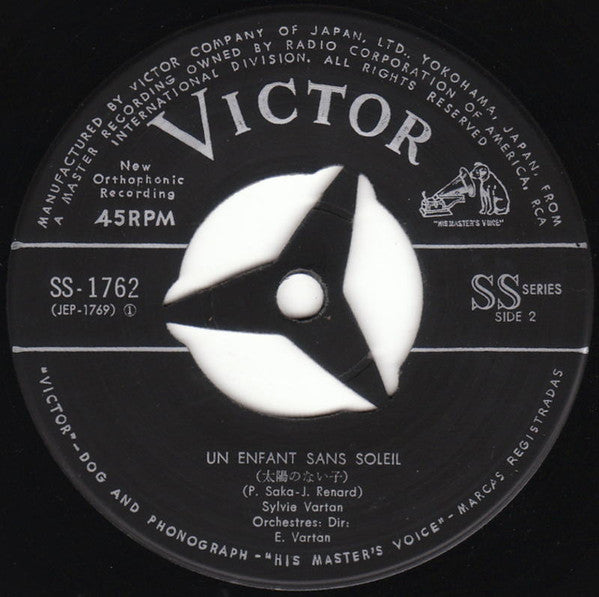 MANUFACTURED BY VICTOR COMPANY OF JAPAN, LTD., YOKOHAMA, JAPAN, FROM
A MASTER RECORDING OWNED BY RADIO CORPORATION OF AMERICA, RCA
INTERNATIONAL DIVISION. ALL RIGHTS RESERVED
VICTOR
New
Orthophonic
Recording
45RPM
"HIS MASTER'S VOICE"
SS-1762
(JEP-1769) ①
SS SERIES
SIDE 2
UN ENFANT SANS SOLEIL
(太陽のない子)
(P. Saka-J. Renard)
Sylvie Vartan
Orchestres: Dir:
E. Vartan
"VICTOR"-DOG AND PHONOGRAPH-"HIS MASTER'S VOICE"-MARCAS REGISTRADAS